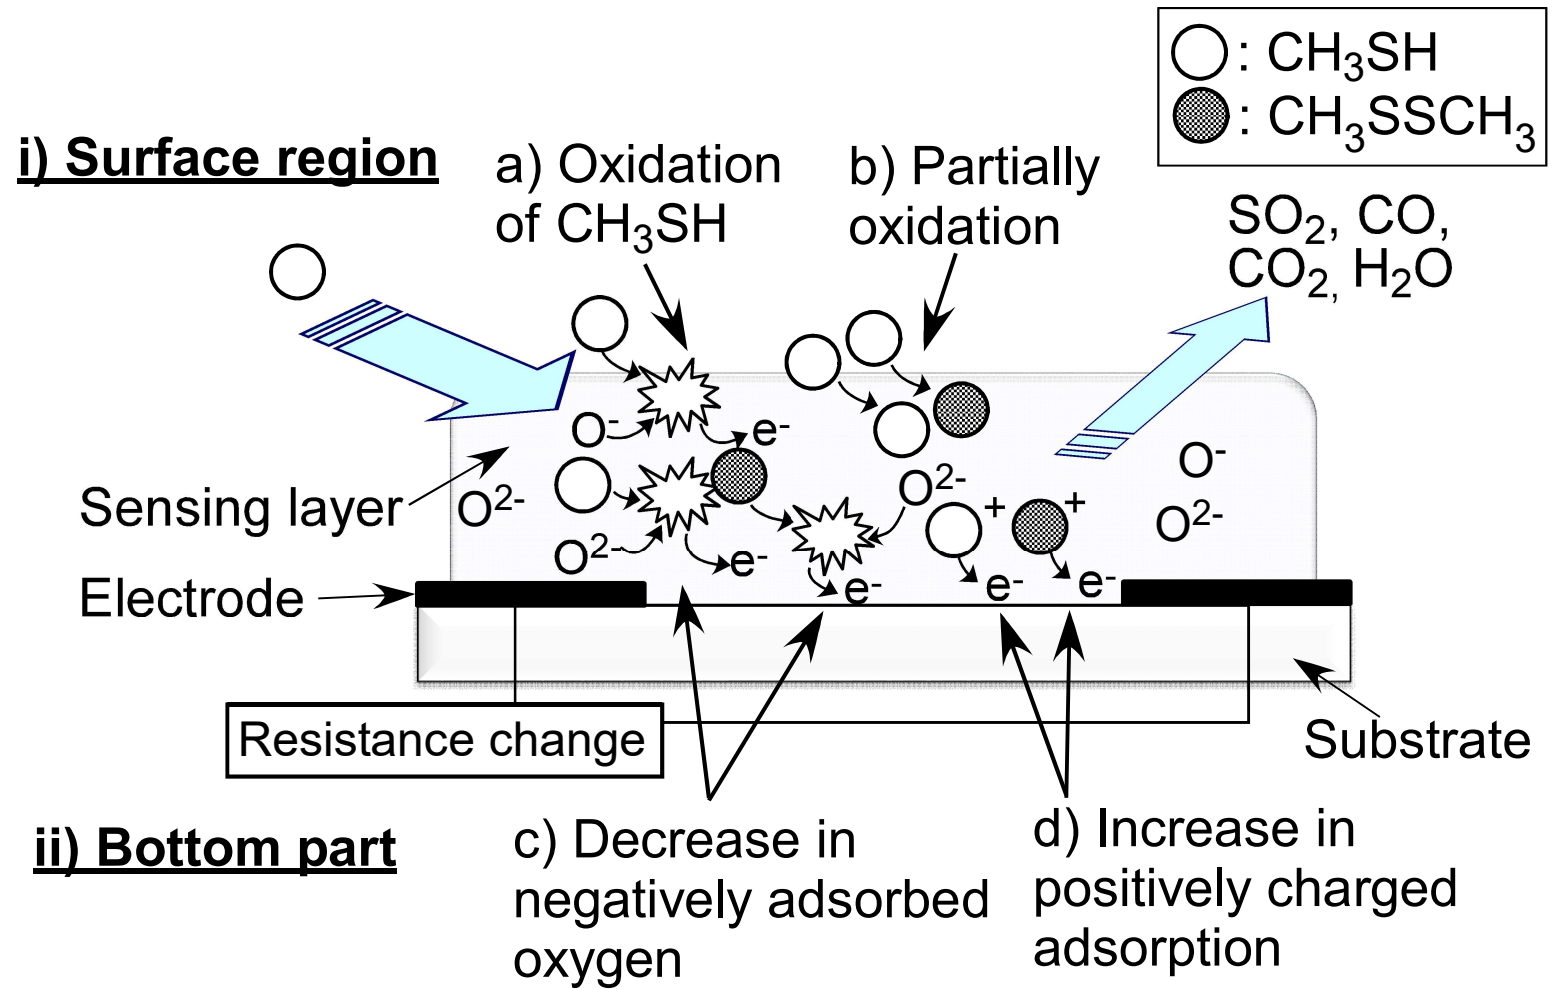 : CH₃SH
: CH₃SSCH₃
i) Surface region
a) Oxidation
of CH₃SH
b) Partially
oxidation
SO₂, CO,
CO₂, H₂O
O⁻
e-
Sensing layer
O²⁻
O²⁻
O⁻
O²⁻
O²⁻
+
+
e-
e-
e-
e-
Electrode
Resistance change
Substrate
ii) Bottom part
c) Decrease in
negatively adsorbed
oxygen
d) Increase in
positively charged
adsorption